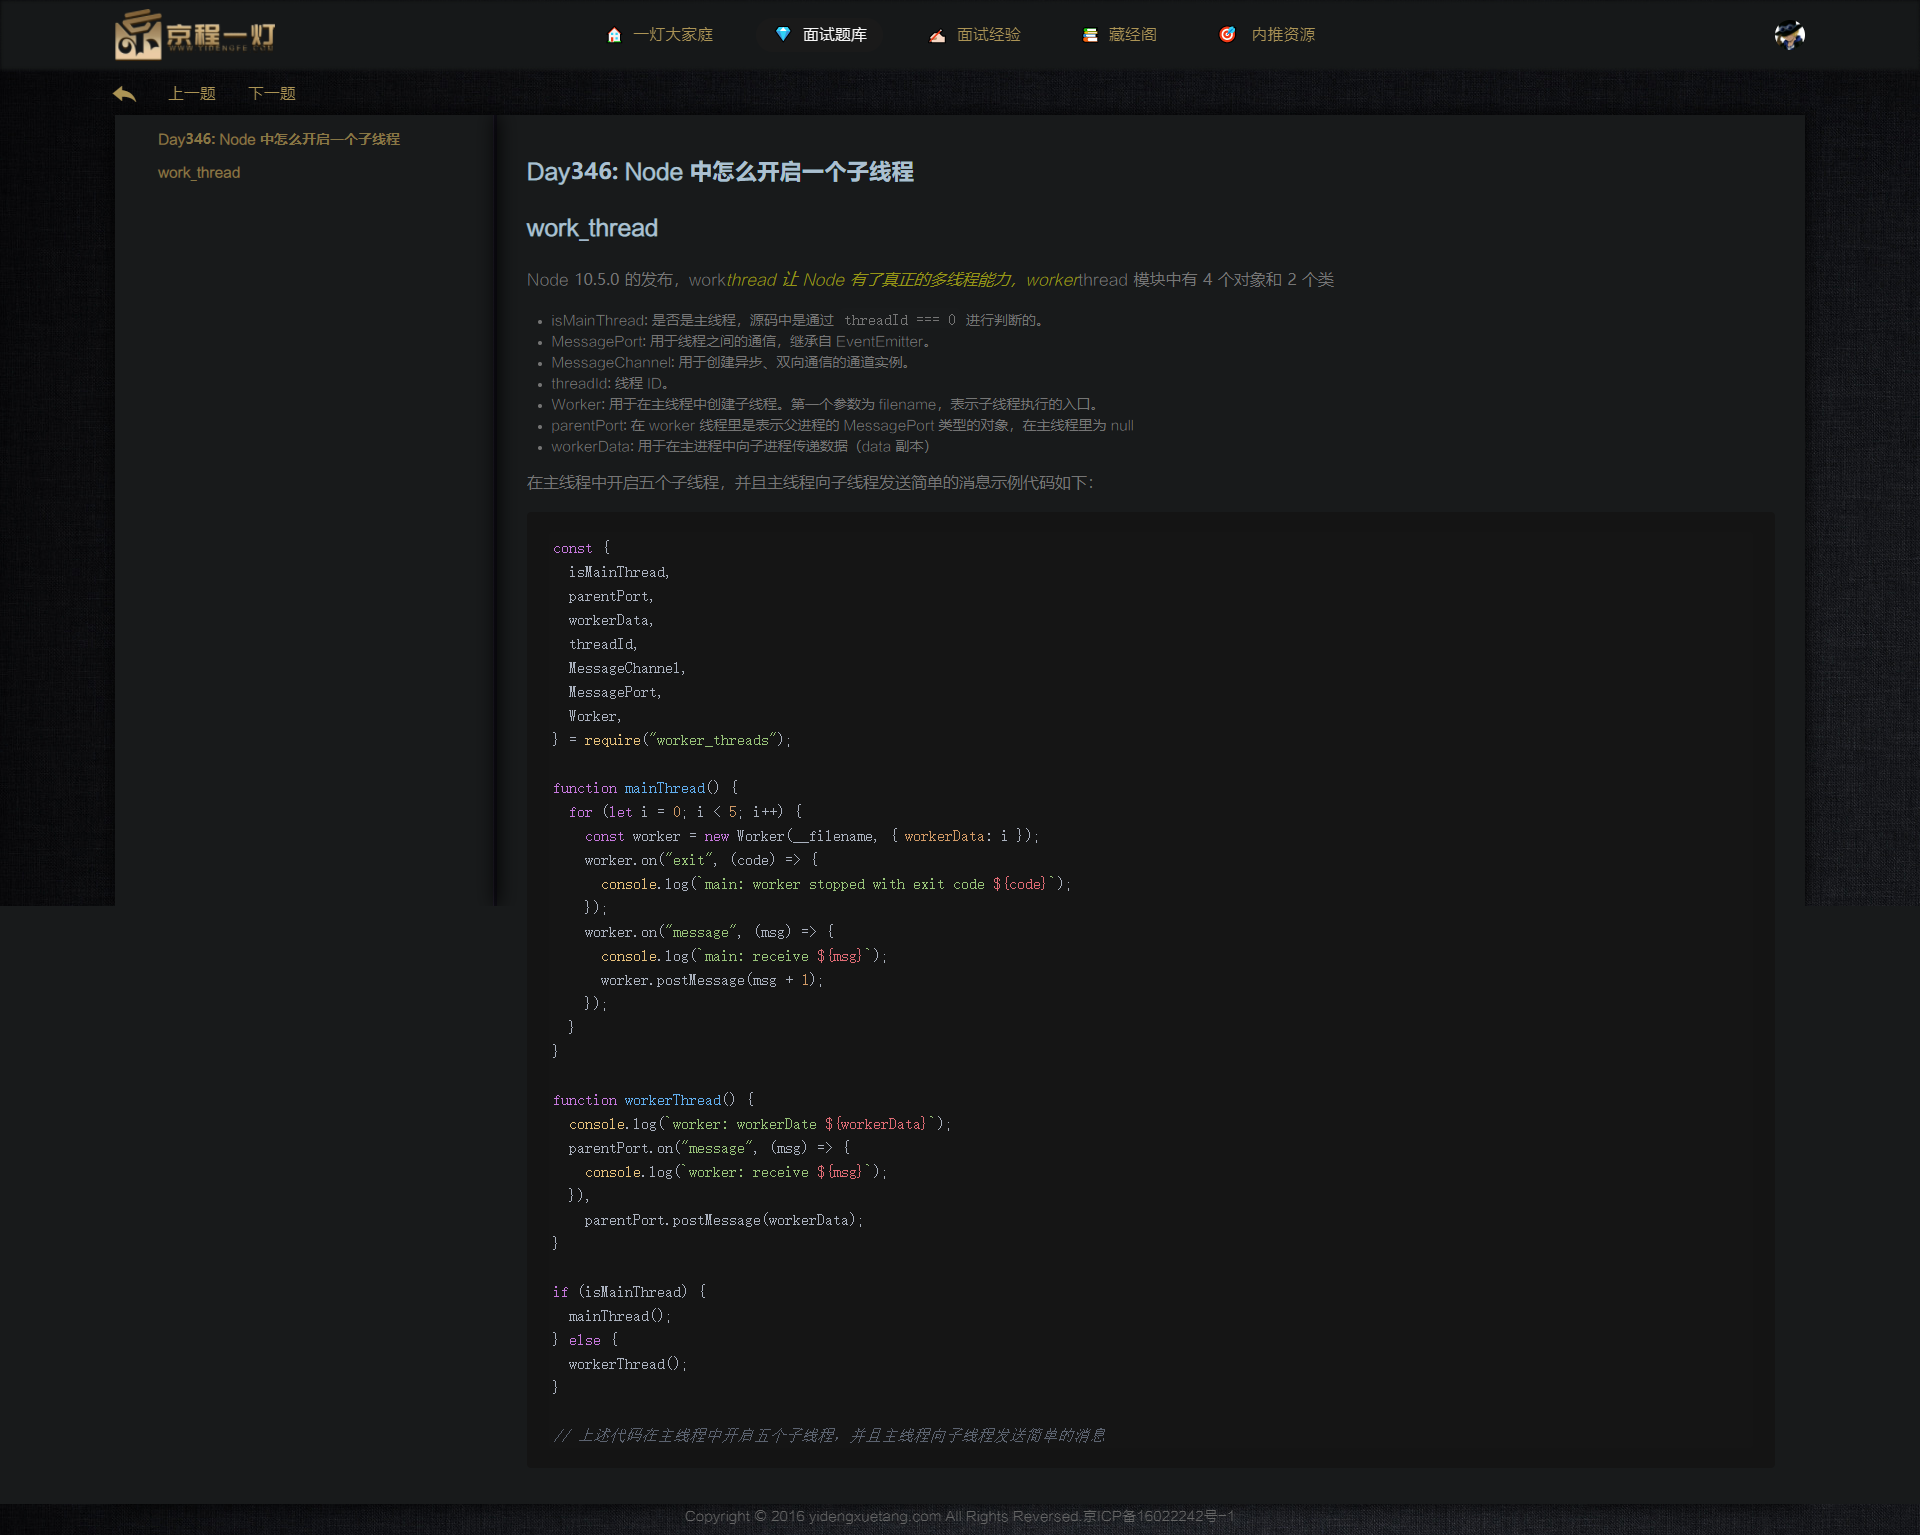 京程一灯
WWW.YIDENGFE.COM
一灯大家庭
面试题库
面试经验
藏经阁
内推资源
上一题
下一题
Day346: Node 中怎么开启一个子线程
work_thread
Day346: Node 中怎么开启一个子线程
work_thread
Node 10.5.0 的发布，workthread 让 Node 有了真正的多线程能力，workerthread 模块中有 4 个对象和 2 个类
isMainThread: 是否是主线程，源码中是通过 threadId === 0 进行判断的。
MessagePort: 用于线程之间的通信，继承自 EventEmitter。
MessageChannel: 用于创建异步、双向通信的通道实例。
threadId: 线程 ID。
Worker: 用于在主线程中创建子线程。第一个参数为 filename，表示子线程执行的入口。
parentPort: 在 worker 线程里是表示父进程的 MessagePort 类型的对象，在主线程里为 null
workerData: 用于在主进程中向子进程传递数据（data 副本）
在主线程中开启五个子线程，并且主线程向子线程发送简单的消息示例代码如下：
const {
  isMainThread,
  parentPort,
  workerData,
  threadId,
  MessageChannel,
  MessagePort,
  Worker,
} = require("worker_threads");
function mainThread() {
  for (let i = 0; i < 5; i++) {
    const worker = new Worker(__filename, { workerData: i });
    worker.on("exit", (code) => {
      console.log(`main: worker stopped with exit code ${code}`);
    });
    worker.on("message", (msg) => {
      console.log(`main: receive ${msg}`);
      worker.postMessage(msg + 1);
    });
  }
}
function workerThread() {
  console.log(`worker: workerDate ${workerData}`);
  parentPort.on("message", (msg) => {
    console.log(`worker: receive ${msg}`);
  }),
    parentPort.postMessage(workerData);
}
if (isMainThread) {
  mainThread();
} else {
  workerThread();
}
// 上述代码在主线程中开启五个子线程，并且主线程向子线程发送简单的消息
Copyright © 2016 yidengxuetang.com All Rights Reversed.京ICP备16022242号-1